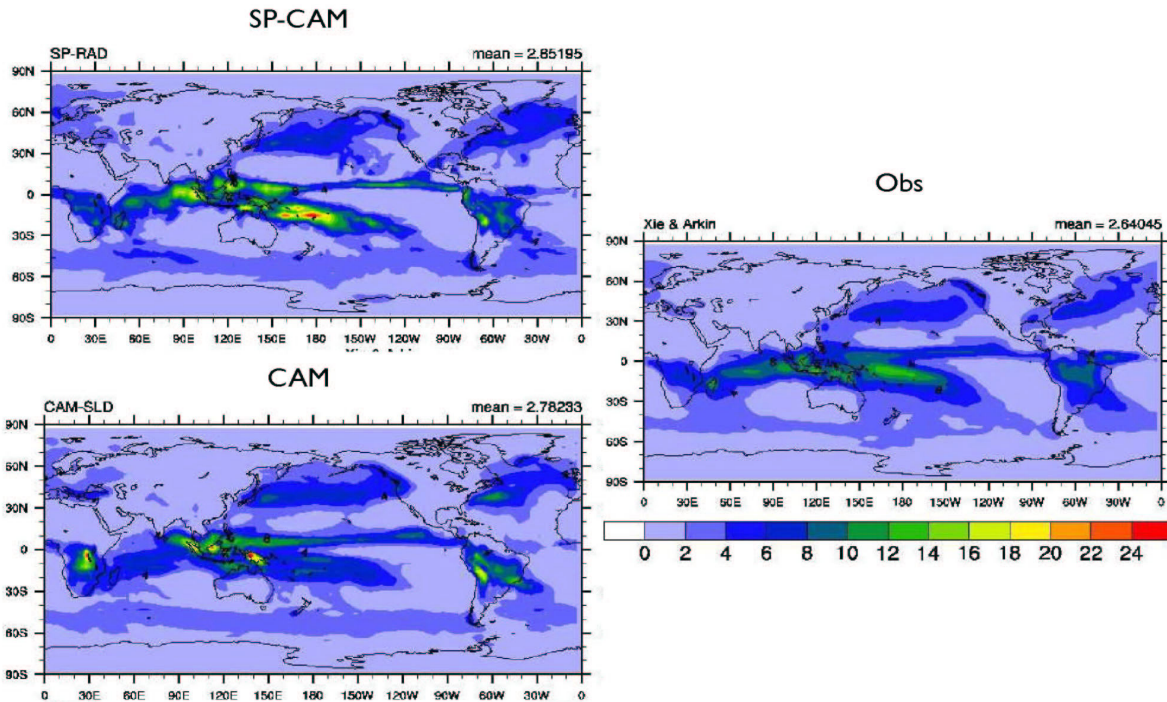 SP-CAM
SP-RAD mean = 2.85195
90N
60N
30N
0
30S
60S
90S
0 30E 60E 90E 120E 150E 180 150W 120W 90W 60W 30W 0
Xie & Arkin
CAM
CAM-SLD mean = 2.78233
90N
60N
30N
0
30S
60S
90S
0 30E 60E 90E 120E 150E 180 150W 120W 90W 60W 30W 0
Obs
Xie & Arkin mean = 2.64045
90N
60N
30N
0
30S
60S
90S
0 30E 60E 90E 120E 150E 180 150W 120W 90W 60W 30W 0
0 2 4 6 8 10 12 14 16 18 20 22 24